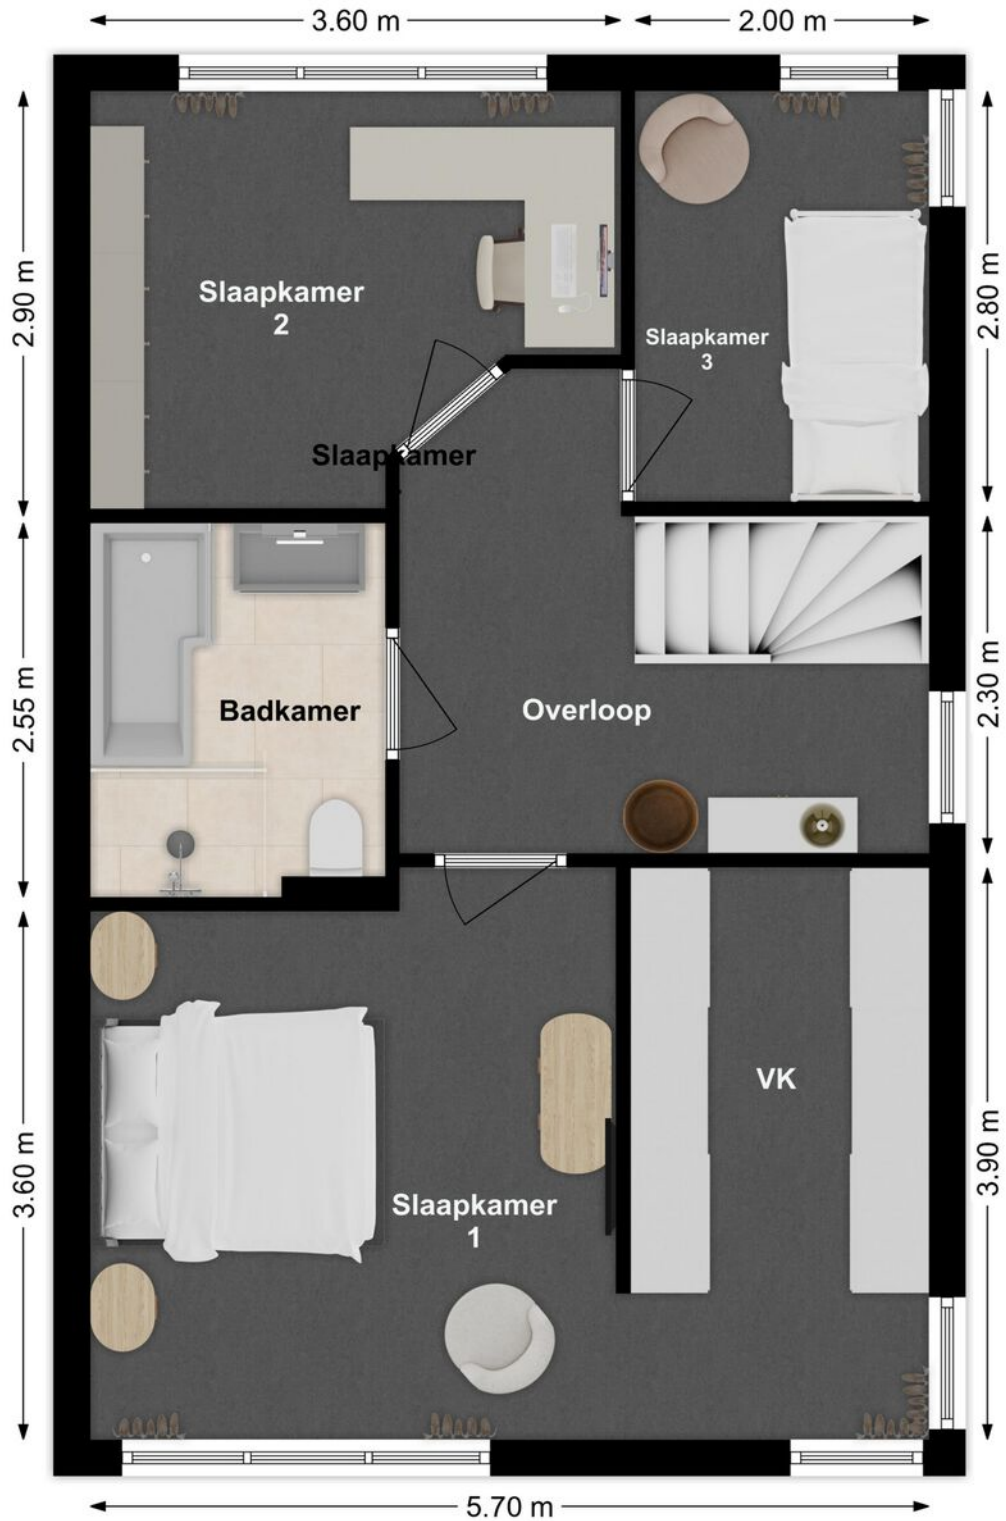 3.60 m
2.00 m
2.90 m
2.80 m
Slaapkamer
2
Slaapkamer
3
Slaapkamer
2.55 m
2.30 m
Badkamer
Overloop
3.60 m
3.90 m
VK
Slaapkamer
1
5.70 m